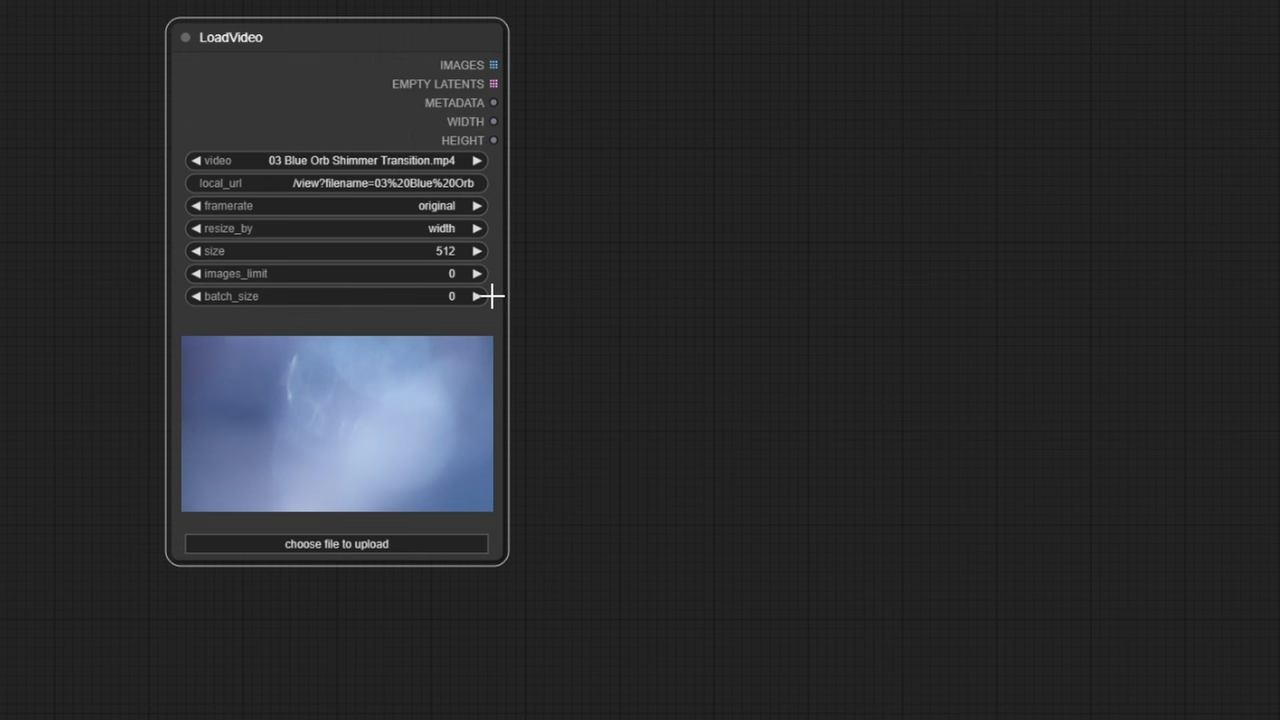 LoadVideo
IMAGES
EMPTY LATENTS
METADATA
WIDTH
HEIGHT
video 03 Blue Orb Shimmer Transition.mp4
local_url /view?filename=03%20Blue%20Orb
framerate original
resize_by width
size 512
images_limit 0
batch_size 0
choose file to upload